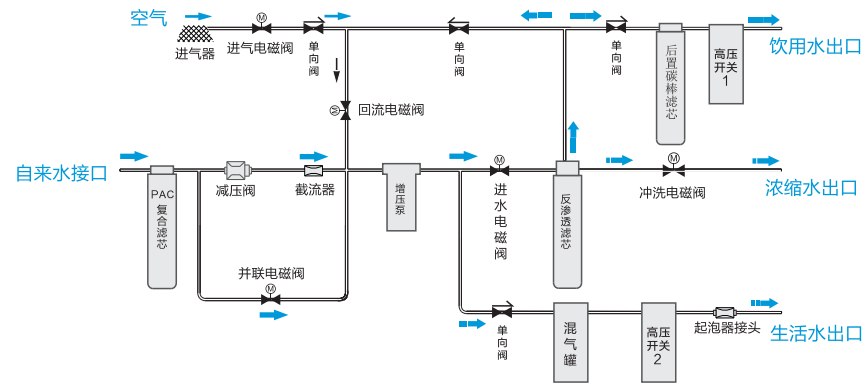 空气
M
进气器
进气电磁阀
单向阀
单向阀
单向阀
后置碳棒滤芯
高压
开关
1
饮用水出口
M
回流电磁阀
自来水接口
PAC
复合滤芯
减压阀
截流器
增压泵
M
进水电磁阀
反渗透滤芯
M
冲洗电磁阀
浓缩水出口
并联电磁阀
M
单向阀
混气罐
高压
开关
2
起泡器接头
生活水出口